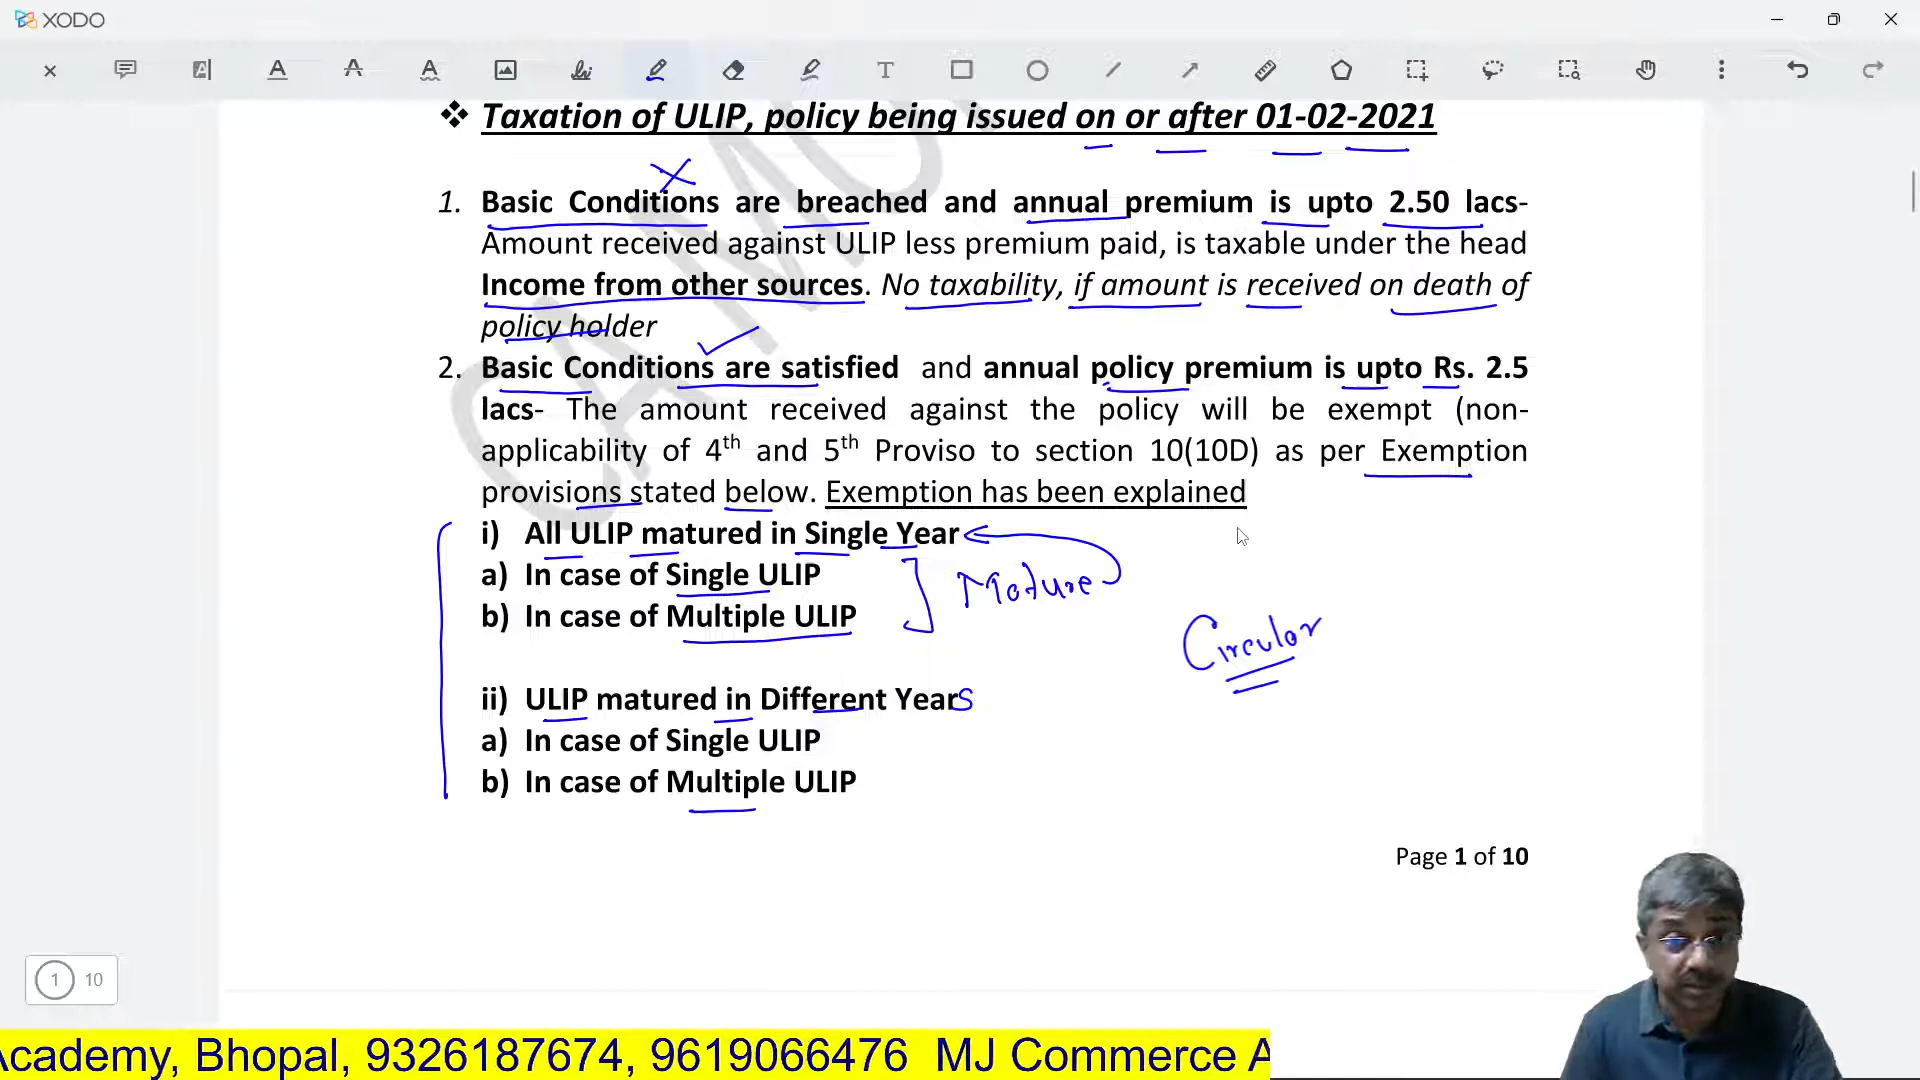 XODO
❖ Taxation of ULIP, policy being issued on or after 01-02-2021
1. Basic Conditions are breached and annual premium is upto 2.50 lacs-
Amount received against ULIP less premium paid, is taxable under the head
Income from other sources. No taxability, if amount is received on death of
policy holder
2. Basic Conditions are satisfied and annual policy premium is upto Rs. 2.5
lacs- The amount received against the policy will be exempt (non-
applicability of 4th and 5th Proviso to section 10(10D) as per Exemption
provisions stated below. Exemption has been explained
i) All ULIP matured in Single Year
a) In case of Single ULIP
Mature
b) In case of Multiple ULIP
Circular
ii) ULIP matured in Different Years
a) In case of Single ULIP
b) In case of Multiple ULIP
Page 1 of 10
1 10
Academy, Bhopal, 9326187674, 9619066476 MJ Commerce A